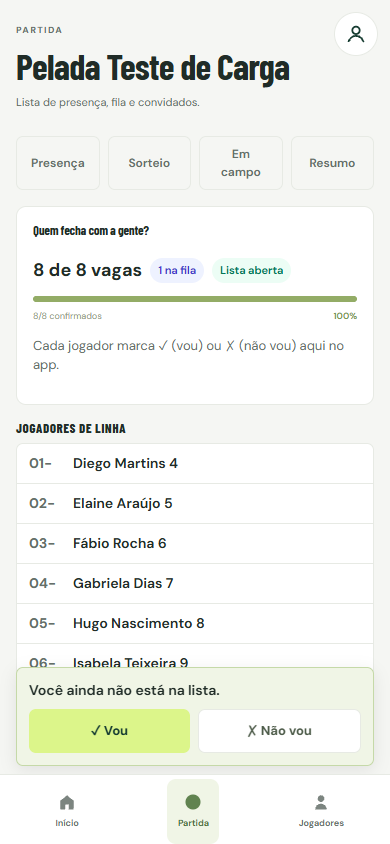 PARTIDA
Pelada Teste de Carga
Lista de presença, fila e convidados.
Presença
Sorteio
Em
campo
Resumo
Quem fecha com a gente?
8 de 8 vagas
1 na fila
Lista aberta
8/8 confirmados
100%
Cada jogador marca ✓ (vou) ou ✗ (não vou) aqui no
app.
JOGADORES DE LINHA
01- Diego Martins 4
02- Elaine Araújo 5
03- Fábio Rocha 6
04- Gabriela Dias 7
05- Hugo Nascimento 8
06- Isabela Teixeira 9
Você ainda não está na lista.
✓ Vou
✗ Não vou
Início
Partida
Jogadores